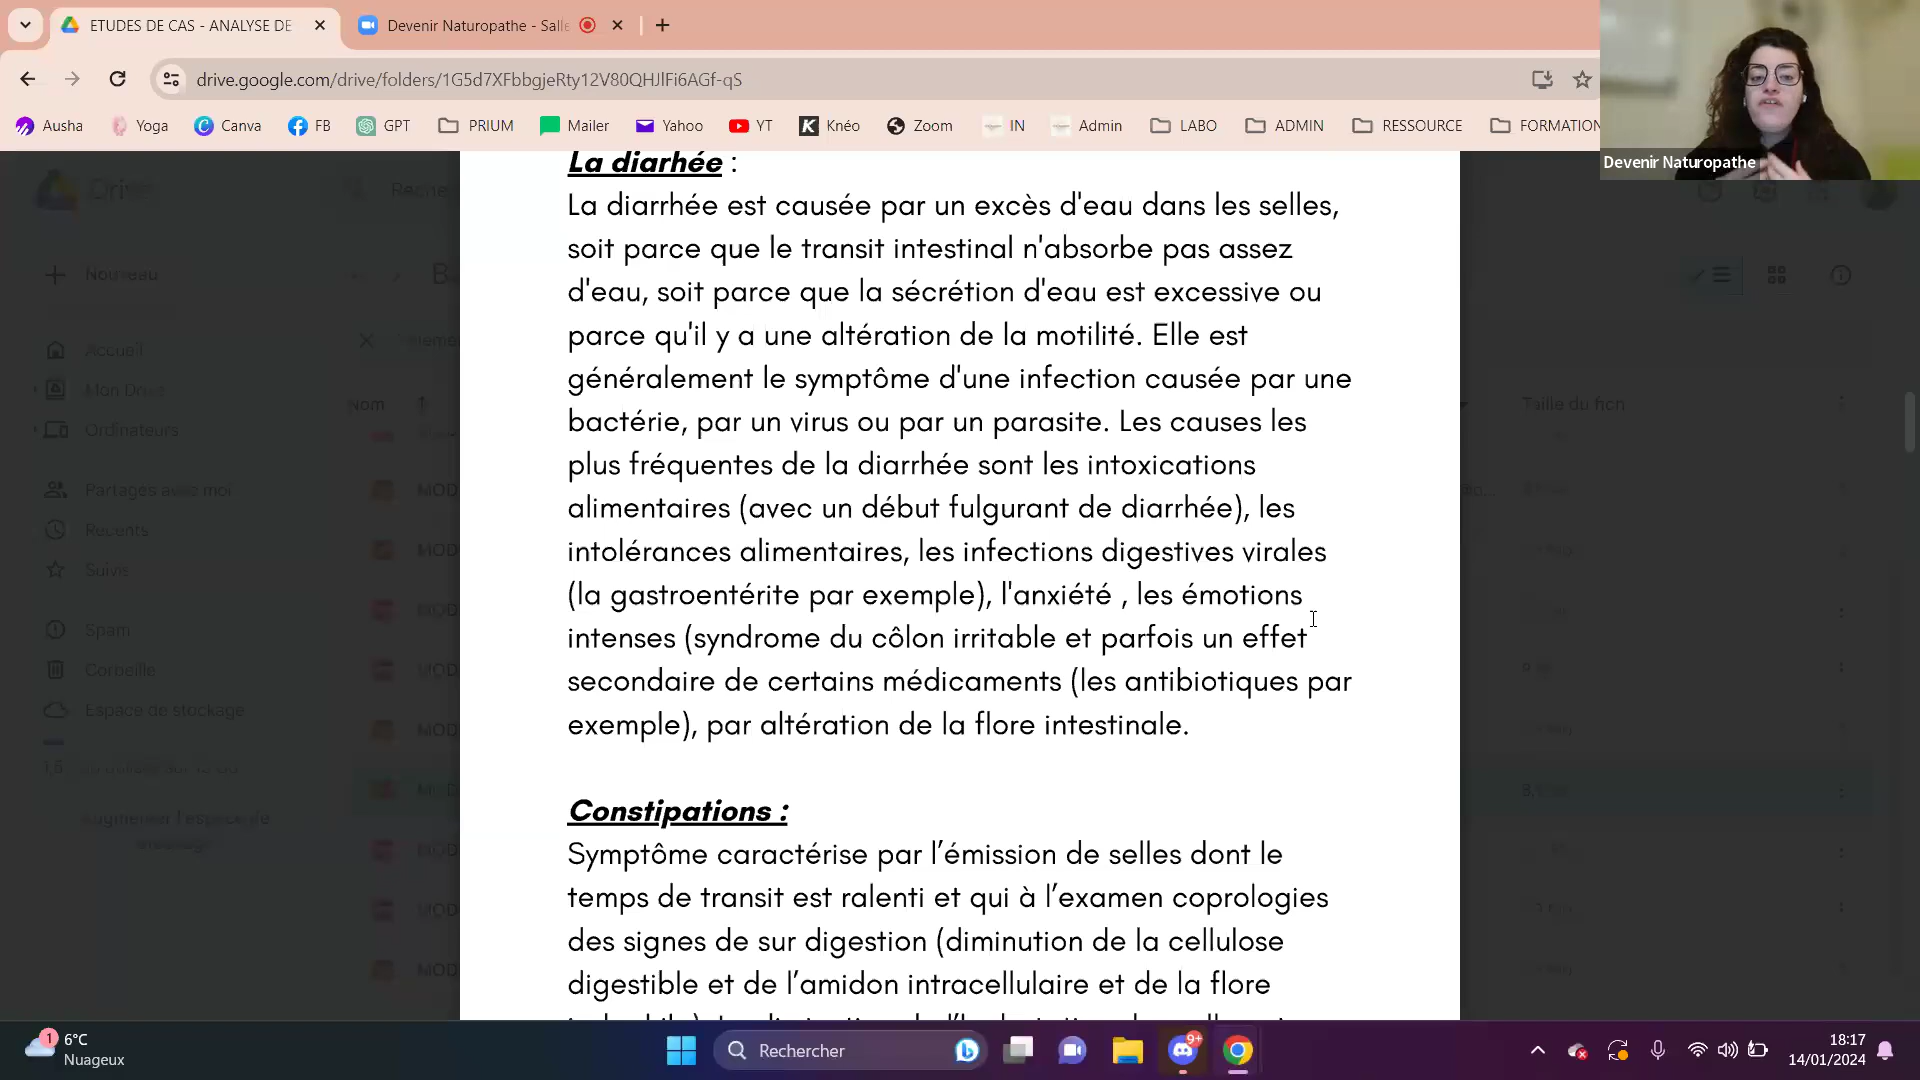 ETUDES DE CAS - ANALYSE DE
Devenir Naturopathe - Salle
drive.google.com/drive/folders/1G5d7XFbbgjeRty12V80QHJlFi6AGf-qS
Ausha
Yoga
Canva
FB
GPT
PRIUM
Mailer
Yahoo
YT
Knéo
Zoom
IN
Admin
LABO
ADMIN
RESSOURCE
FORMATION
Devenir Naturopathe
Drive
Nouveau
Accueil
Mon Drive
Ordinateurs
Partagés avec moi
Récents
Suivis
Spam
Corbeille
Espace de stockage
Augmenter l'espace de
Nom
Taille du fich
La diarhée :
La diarrhée est causée par un excès d'eau dans les selles,
soit parce que le transit intestinal n'absorbe pas assez
d'eau, soit parce que la sécrétion d'eau est excessive ou
parce qu'il y a une altération de la motilité. Elle est
généralement le symptôme d'une infection causée par une
bactérie, par un virus ou par un parasite. Les causes les
plus fréquentes de la diarrhée sont les intoxications
alimentaires (avec un début fulgurant de diarrhée), les
intolérances alimentaires, les infections digestives virales
(la gastroentérite par exemple), l'anxiété , les émotions
intenses (syndrome du côlon irritable et parfois un effet
secondaire de certains médicaments (les antibiotiques par
exemple), par altération de la flore intestinale.
Constipations :
Symptôme caractérise par l’émission de selles dont le
temps de transit est ralenti et qui à l’examen coprologies
des signes de sur digestion (diminution de la cellulose
digestible et de l’amidon intracellulaire et de la flore
1
6°C
Nuageux
Rechercher
9+
18:17
14/01/2024